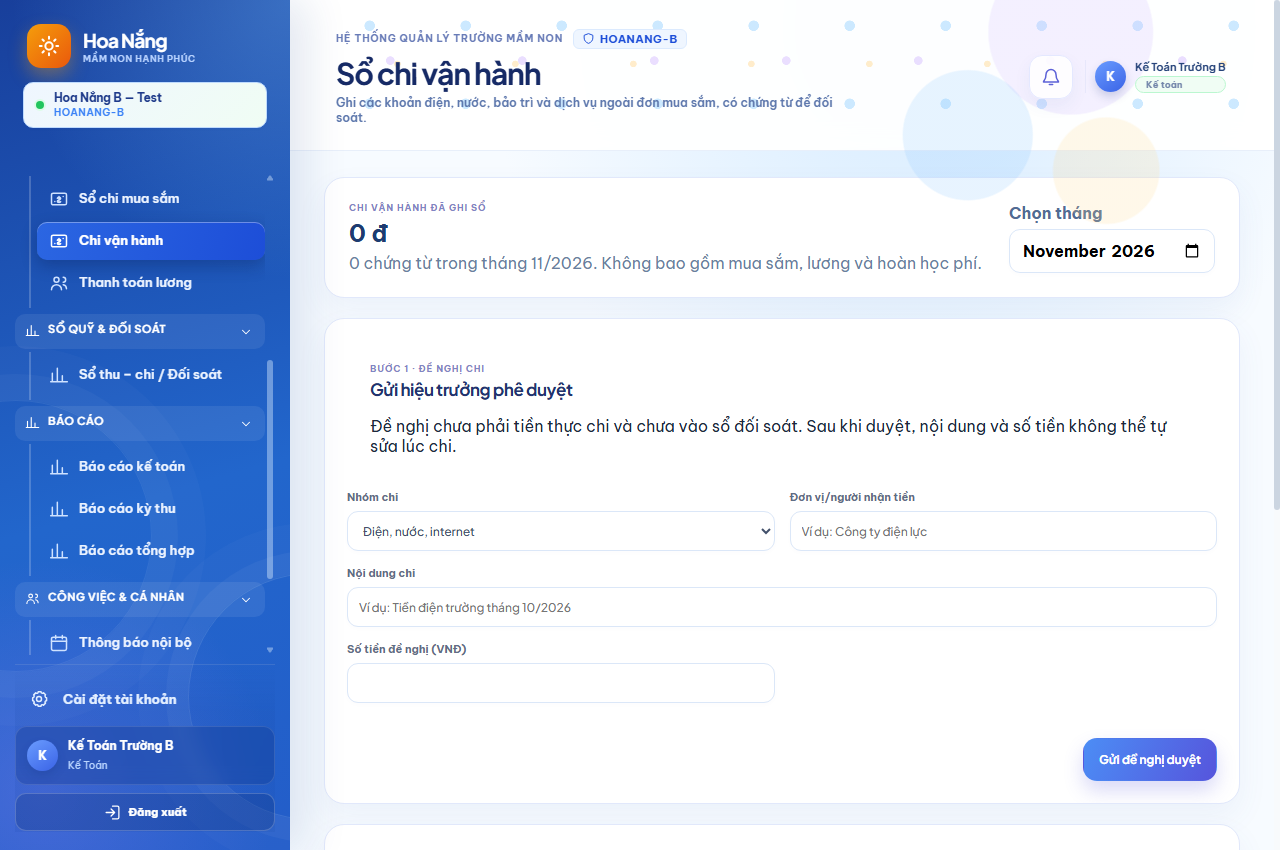 Hoa Nắng
MẦM NON HẠNH PHÚC
Hoa Nắng B — Test
HOANANG-B
Sổ chi mua sắm
Chi vận hành
Thanh toán lương
SỔ QUỸ & ĐỐI SOÁT
Sổ thu – chi / Đối soát
BÁO CÁO
Báo cáo kế toán
Báo cáo kỳ thu
Báo cáo tổng hợp
CÔNG VIỆC & CÁ NHÂN
Thông báo nội bộ
Cài đặt tài khoản
K
Kế Toán Trường B
Kế Toán
Đăng xuất
HỆ THỐNG QUẢN LÝ TRƯỜNG MẦM NON
HOANANG-B
Sổ chi vận hành
Ghi các khoản điện, nước, bảo trì và dịch vụ ngoài đơn mua sắm, có chứng từ để đối
soát.
K
Kế Toán Trường B
Kế toán
CHI VẬN HÀNH ĐÃ GHI SỔ
0 đ
0 chứng từ trong tháng 11/2026. Không bao gồm mua sắm, lương và hoàn học phí.
Chọn tháng
November 2026
BƯỚC 1 · ĐỀ NGHỊ CHI
Gửi hiệu trưởng phê duyệt
Đề nghị chưa phải tiền thực chi và chưa vào sổ đối soát. Sau khi duyệt, nội dung và số tiền không thể tự
sửa lúc chi.
Nhóm chi
Đơn vị/người nhận tiền
Điện, nước, internet
Ví dụ: Công ty điện lực
Nội dung chi
Ví dụ: Tiền điện trường tháng 10/2026
Số tiền đề nghị (VNĐ)
Gửi đề nghị duyệt